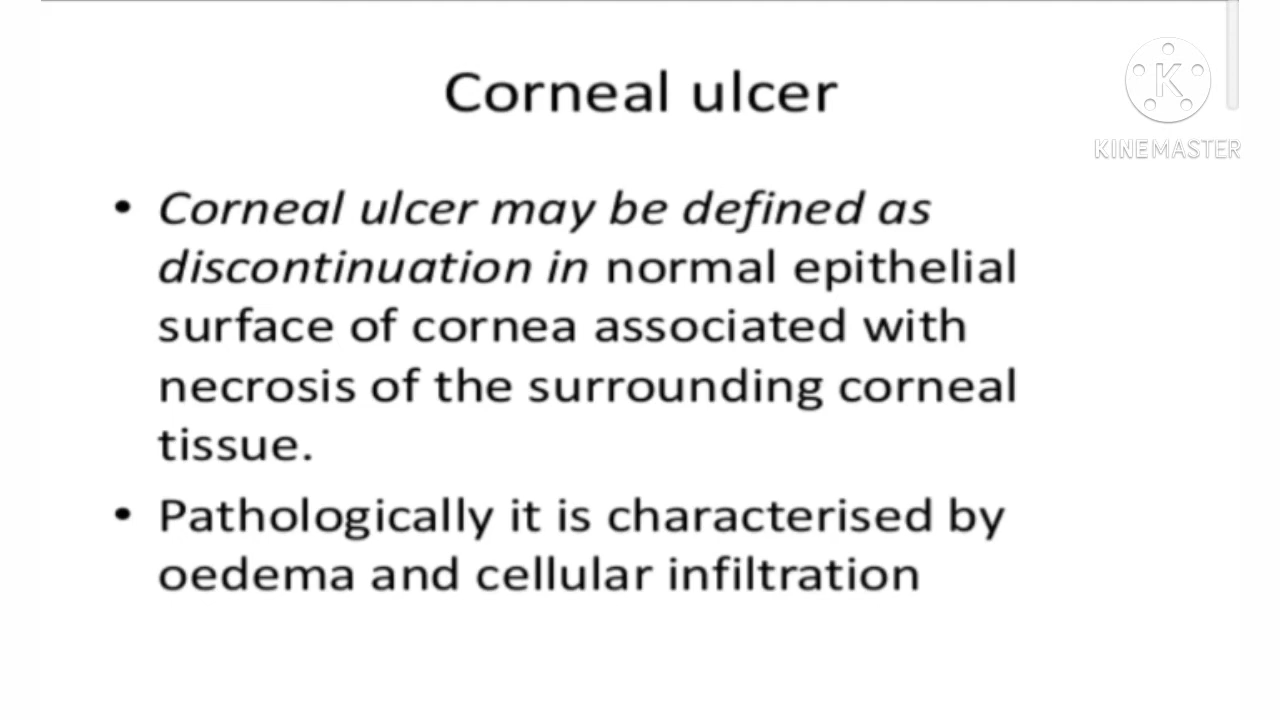 Corneal ulcer
K
KINEMASTER
• Corneal ulcer may be defined as
discontinuation in normal epithelial
surface of cornea associated with
necrosis of the surrounding corneal
tissue.
• Pathologically it is characterised by
oedema and cellular infiltration